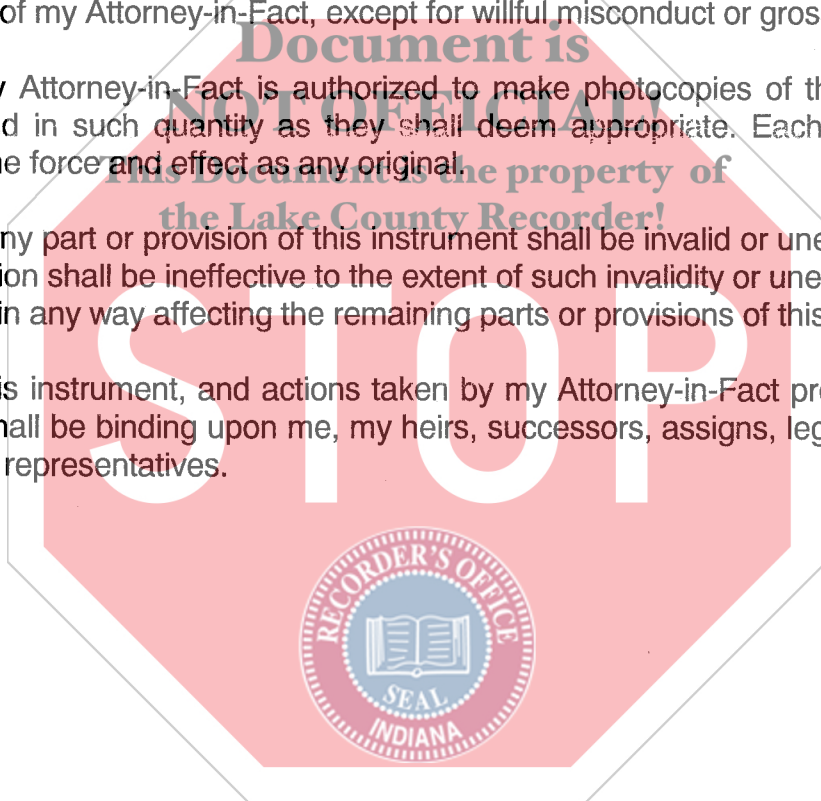 of my Attorney-in-Fact, except for willful misconduct or gros
Document is
Attorney-in-Fact is authorized to make photocopies of th
NOT OFFICIAL!
d in such quantity as they shall deem appropriate. Each
e force and effect as any original.
This Document is the property of
the Lake County Recorder!
ny part or provision of this instrument shall be invalid or une
ion shall be ineffective to the extent of such invalidity or une
in any way affecting the remaining parts or provisions of this
STOP
is instrument, and actions taken by my Attorney-in-Fact pr
all be binding upon me, my heirs, successors, assigns, leg
representatives.
RECORDER'S OFFICE
SEAL
INDIANA